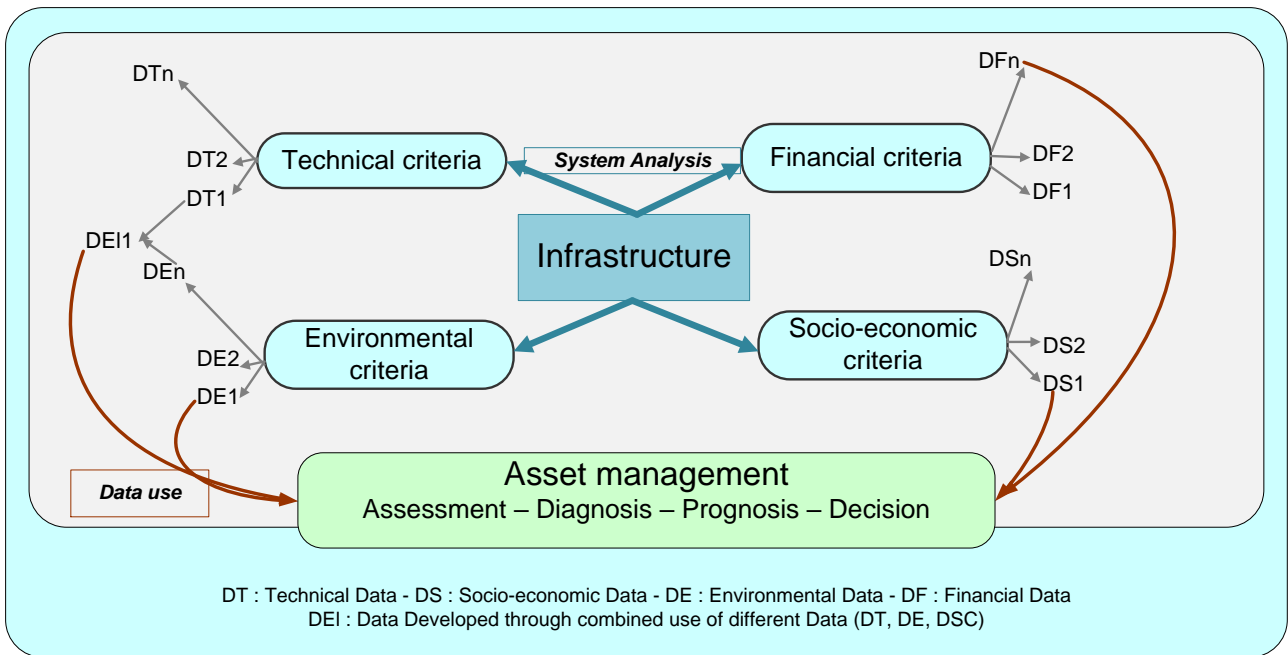 DTn
DFn
DT2
Technical criteria
System Analysis
Financial criteria
DF2
DT1
DF1
DEI1
Infrastructure
DEn
DSn
Environmental
criteria
Socio-economic
criteria
DE2
DS2
DE1
DS1
Data use
Asset management
Assessment – Diagnosis – Prognosis – Decision
DT : Technical Data - DS : Socio-economic Data - DE : Environmental Data - DF : Financial Data
DEI : Data Developed through combined use of different Data (DT, DE, DSC)